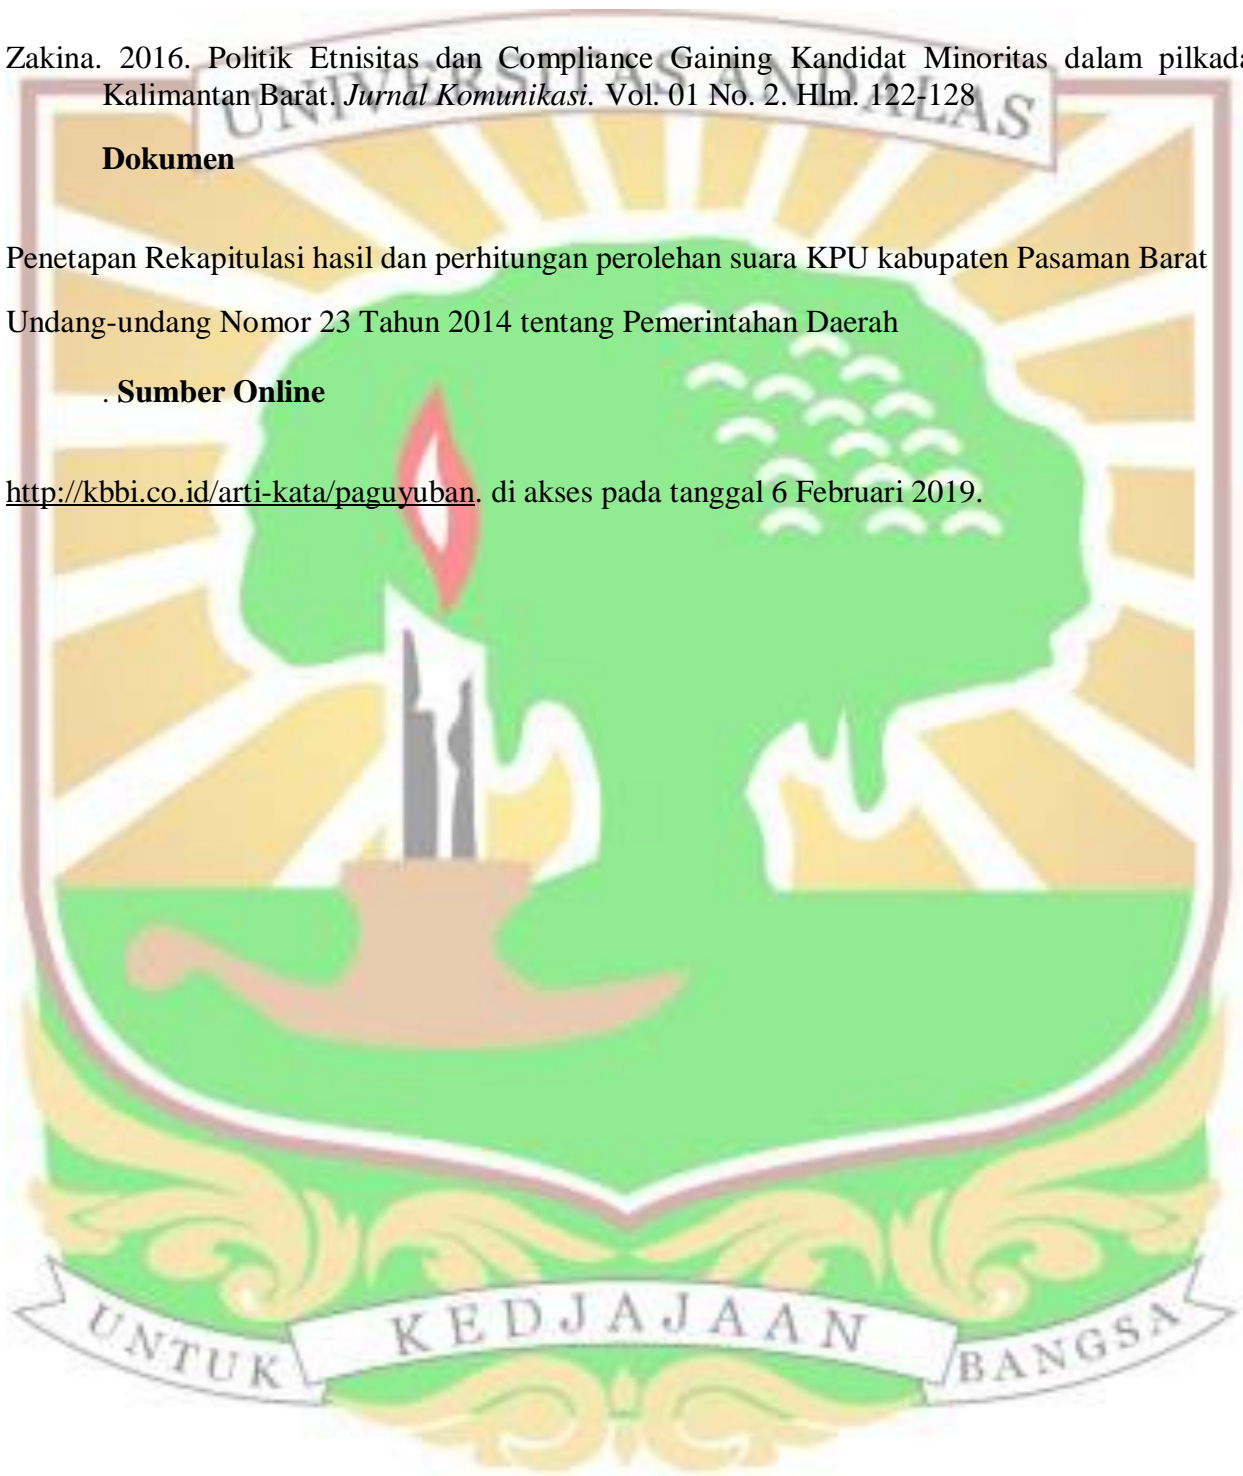 Zakina. 2016. Politik Etnisitas dan Compliance Gaining Kandidat Minoritas dalam pilkada
UNIVERSITAS ANDALAS
Kalimantan Barat. Jurnal Komunikasi. Vol. 01 No. 2. Hlm. 122-128
Dokumen
Penetapan Rekapitulasi hasil dan perhitungan perolehan suara KPU kabupaten Pasaman Barat
Undang-undang Nomor 23 Tahun 2014 tentang Pemerintahan Daerah
. Sumber Online
http://kbbi.co.id/arti-kata/paguyuban. di akses pada tanggal 6 Februari 2019.
UNTUK KEDJAJAAN BANGSA